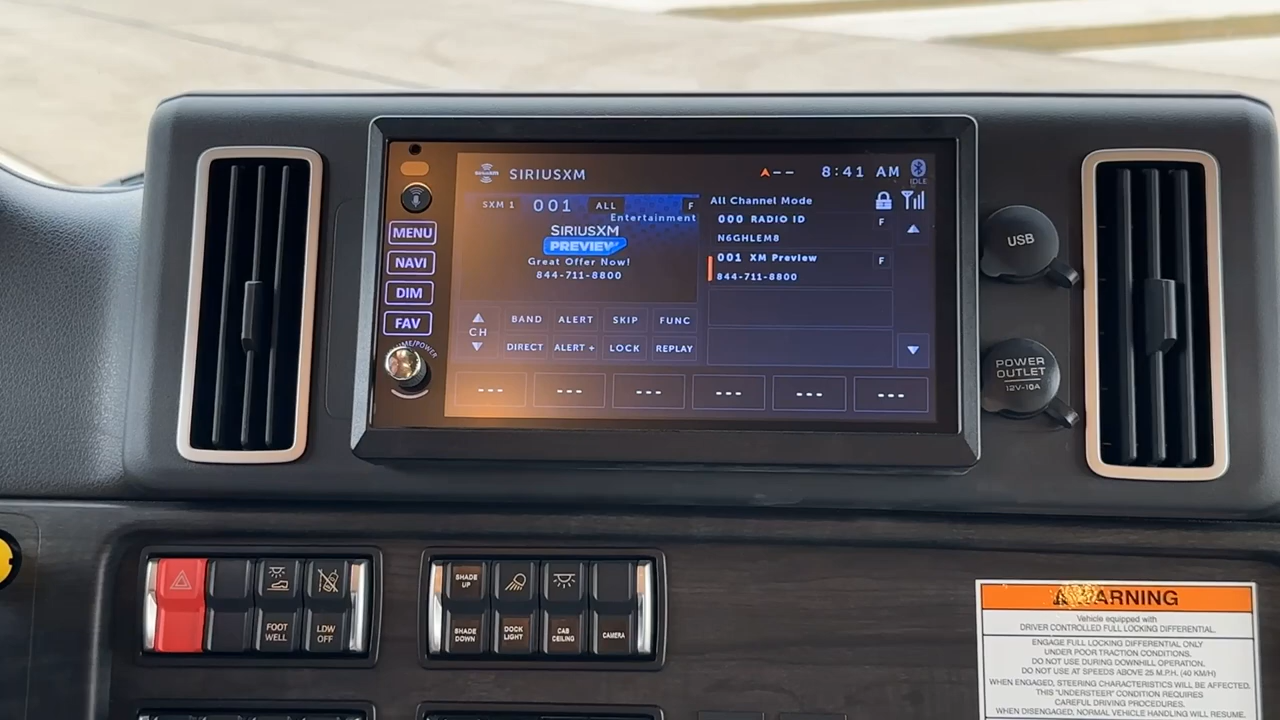 SIRIUSXM
-- 8:41 AM
IDLE
SXM 1 001 ALL F
Entertainment
SIRIUSXM
PREVIEW
Great Offer Now!
844-711-8800
All Channel Mode
000 RADIO ID F
N6GHLEM8
001 XM Preview F
844-711-8800
MENU
NAVI
DIM
FAV
CH
BAND ALERT SKIP FUNC
DIRECT ALERT + LOCK REPLAY
--- --- --- --- --- ---
USB
POWER
OUTLET
12V-10A
FOOT
WELL
LDW
OFF
SHADE
UP
SHADE
DOWN
DOCK
LIGHT
CAB
CEILING
CAMERA
WARNING
Vehicle equipped with
DRIVER CONTROLLED FULL LOCKING DIFFERENTIAL.
ENGAGE FULL LOCKING DIFFERENTIAL ONLY
UNDER POOR TRACTION CONDITIONS.
DO NOT USE DURING DOWNHILL OPERATION.
DO NOT USE AT SPEEDS ABOVE 25 M.P.H. (40 KM/H)
WHEN ENGAGED, STEERING CHARACTERISTICS WILL BE AFFECTED.
THIS "UNDERSTEER" CONDITION REQUIRES
CAREFUL DRIVING PROCEDURES.
WHEN DISENGAGED, NORMAL VEHICLE HANDLING WILL RESUME.